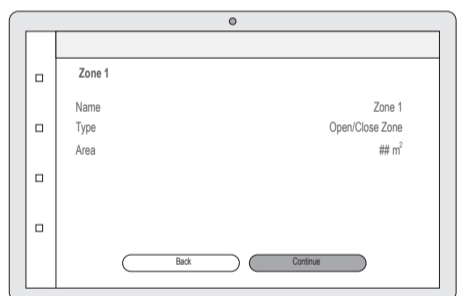 Zone 1
Name Zone 1
Type Open/Close Zone
Area ## m²
Back Continue